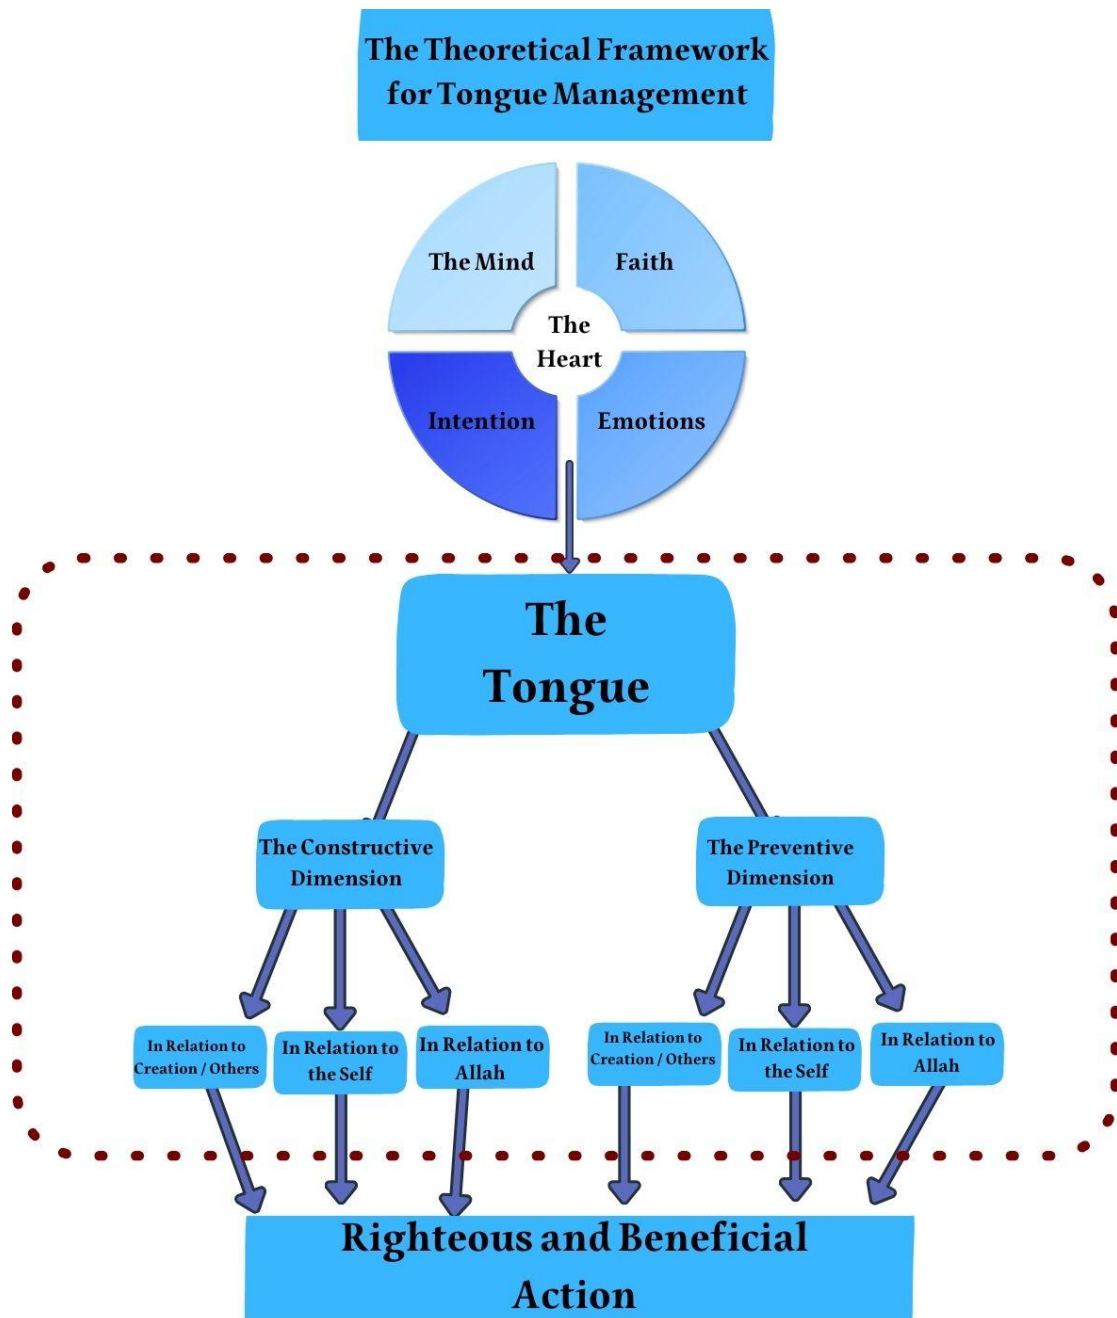 The Theoretical Framework
for Tongue Management
The Mind
Faith
The
Heart
Intention
Emotions
The
Tongue
The Constructive
Dimension
The Preventive
Dimension
In Relation to
Creation / Others
In Relation to
the Self
In Relation to
Allah
In Relation to
Creation / Others
In Relation to
the Self
In Relation to
Allah
Righteous and Beneficial
Action